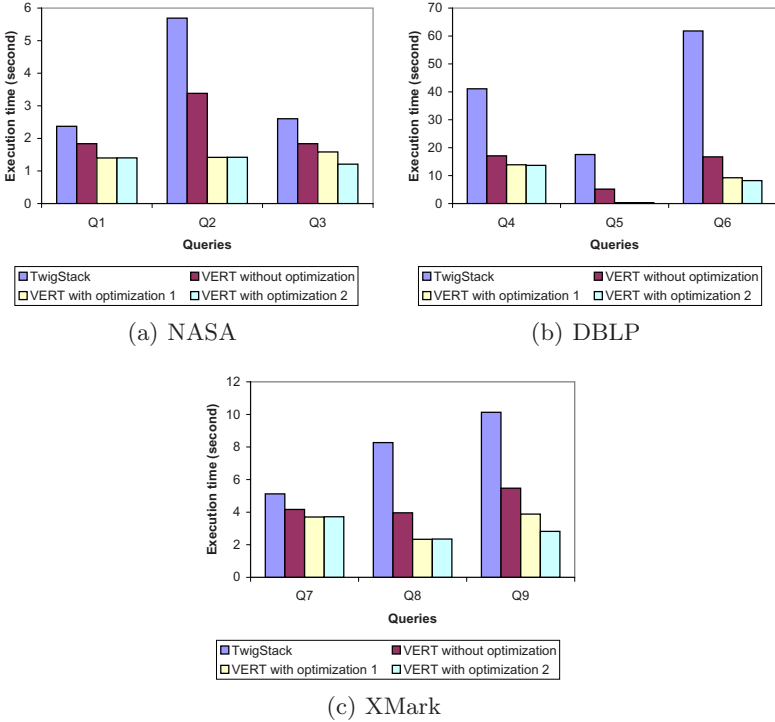 6
5
4
3
2
1
0
Execution time (second)
Q1 Q2 Q3
Queries
TwigStack VERT without optimization
VERT with optimization 1 VERT with optimization 2
(a) NASA
70
60
50
40
30
20
10
0
Execution time (second)
Q4 Q5 Q6
Queries
TwigStack VERT without optimization
VERT with optimization 1 VERT with optimization 2
(b) DBLP
12
10
8
6
4
2
0
Execution time (second)
Q7 Q8 Q9
Queries
TwigStack VERT without optimization
VERT with optimization 1 VERT with optimization 2
(c) XMark